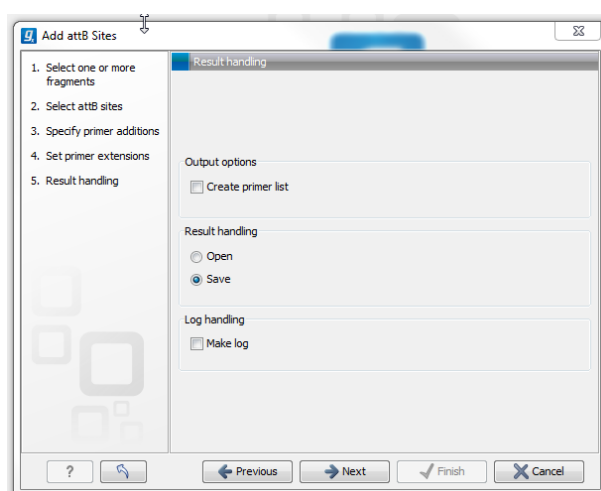 Add attB Sites
1. Select one or more
fragments
2. Select attB sites
3. Specify primer additions
4. Set primer extensions
5. Result handling
Result handling
Output options
Create primer list
Result handling
Open
Save
Log handling
Make log
?
Previous
Next
Finish
Cancel